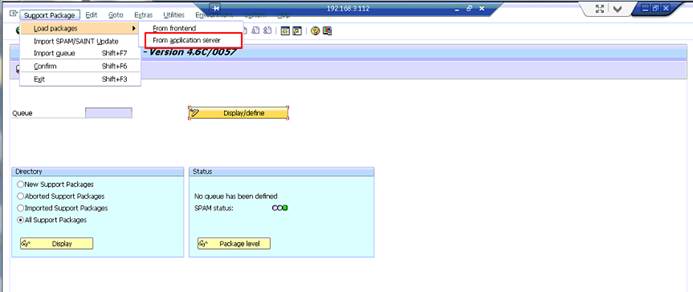 192.168.3.112
Support Package Edit Goto Extras Utilities Environment System Help
Load packages
From frontend
From application server
Import SPAM/SAINT Update
Import queue Shift+F7
Confirm Shift+F6
Exit Shift+F3
- Version 4.6C/0057
Queue
Display/define
Directory
New Support Packages
Aborted Support Packages
Imported Support Packages
All Support Packages
Display
Status
No queue has been defined
SPAM status:
Package level